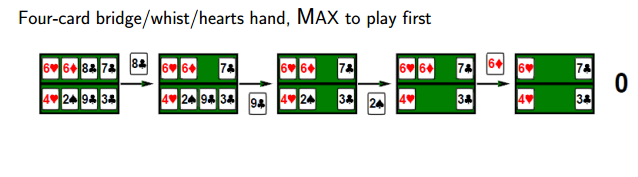 Four-card bridge/whist/hearts hand, MAX to play first
6♥ 6♦ 8♣ 7♣ 8♣ 6♥ 6♦ 7♣ 6♥ 6♦ 7♣ 6♥ 6♦ 7♣ 6♦ 6♥ 7♣
0
4♥ 2♠ 9♣ 3♣ 4♥ 2♠ 9♣ 3♣ 9♣ 4♥ 2♠ 3♣ 2♠ 4♥ 3♣ 4♥ 3♣